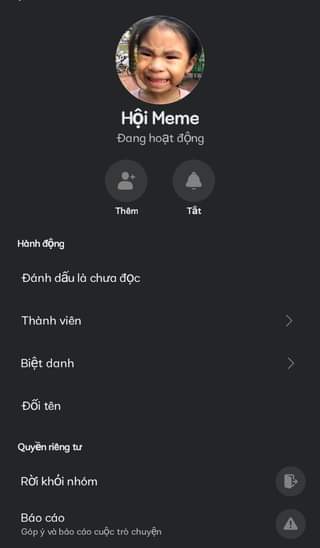 Hội Meme
Đang hoạt động
Thêm
Tắt
Hành động
Đánh dấu là chưa đọc
Thành viên
Biệt danh
Đổi tên
Quyền riêng tư
Rời khỏi nhóm
Báo cáo
Góp ý và báo cáo cuộc trò chuyện